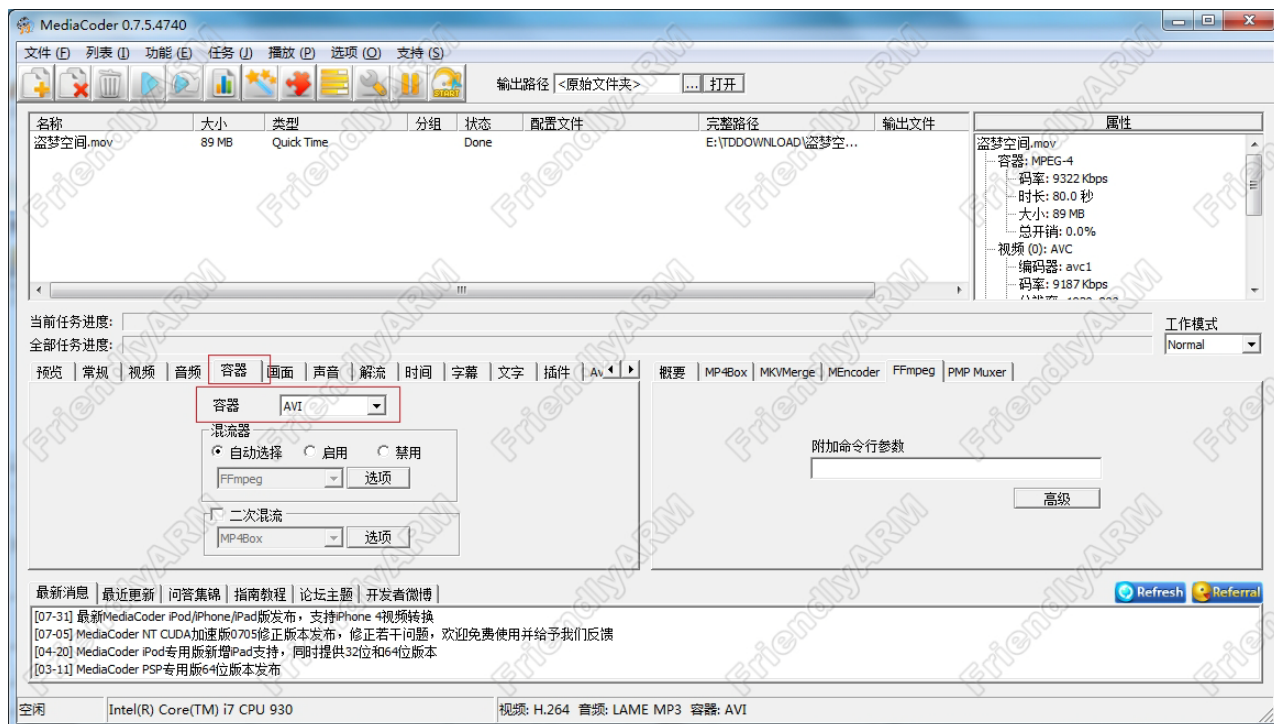 MediaCoder 0.7.5.4740
文件 (F) 列表 (I) 功能 (E) 任务 (J) 播放 (P) 选项 (O) 支持 (S)
START 输出路径 <原始文件夹> ... 打开
名称 大小 类型 分组 状态 配置文件 完整路径 输出文件 属性
盗梦空间.mov 89 MB Quick Time Done E:\TDDOWNLOAD\盗梦空...
盗梦空间.mov
容器: MPEG-4
码率: 9322 Kbps
时长: 80.0 秒
大小: 89 MB
总开销: 0.0%
视频 (0): AVC
编码器: avc1
码率: 9187 Kbps
当前任务进度:
全部任务进度:
工作模式
Normal
预览 常规 视频 音频 容器 画面 声音 解流 时间 字幕 文字 插件 Av
概要 MP4Box MKVMerge MEncoder FFmpeg PMP Muxer
容器 AVI
混流器
自动选择 启用 禁用
FFmpeg 选项
二次混流
MP4Box 选项
附加命令行参数
高级
最新消息 最近更新 问答集锦 指南教程 论坛主题 开发者微博
Refresh Referral
[07-31] 最新MediaCoder iPod/iPhone/iPad版发布，支持iPhone 4视频转换
[07-05] MediaCoder NT CUDA加速版0705修正版本发布，修正若干问题，欢迎免费使用并给予我们反馈
[04-20] MediaCoder iPod专用版新增iPad支持，同时提供32位和64位版本
[03-11] MediaCoder PSP专用版64位版本发布
空闲 Intel(R) Core(TM) i7 CPU 930 视频: H.264 音频: LAME MP3 容器: AVI
FriendlyARM